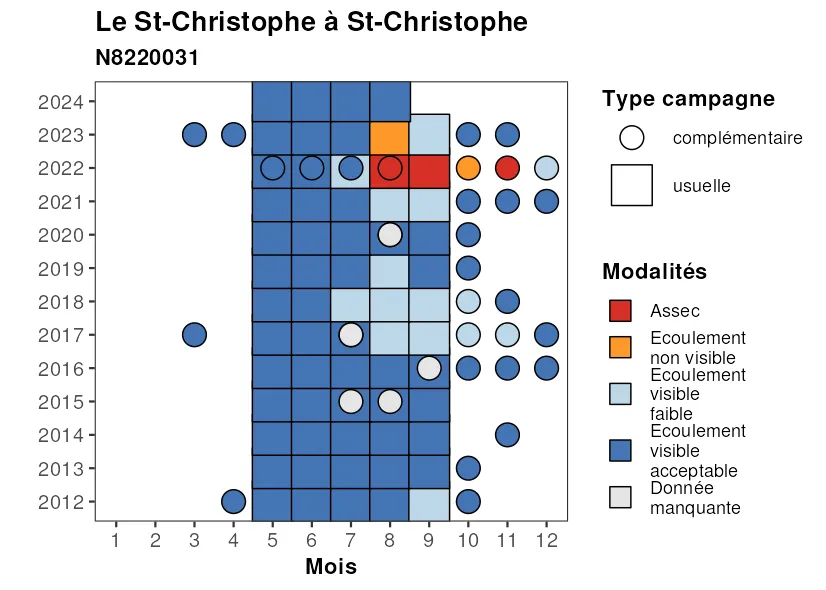 Le St-Christophe à St-Christophe
N8220031
2024
2023
2022
2021
2020
2019
2018
2017
2016
2015
2014
2013
2012
1 2 3 4 5 6 7 8 9 10 11 12
Mois
Type campagne
complémentaire
usuelle
Modalités
Assec
Ecoulement
non visible
Ecoulement
visible
faible
Ecoulement
visible
acceptable
Donnée
manquante